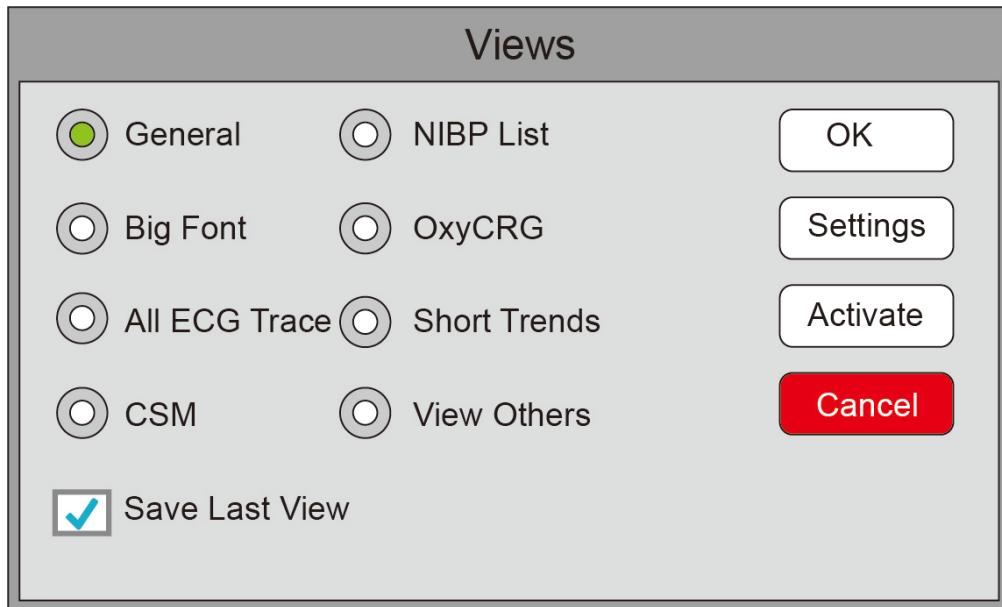 Views
General
NIBP List
OK
Big Font
OxyCRG
Settings
All ECG Trace
Short Trends
Activate
CSM
View Others
Cancel
Save Last View